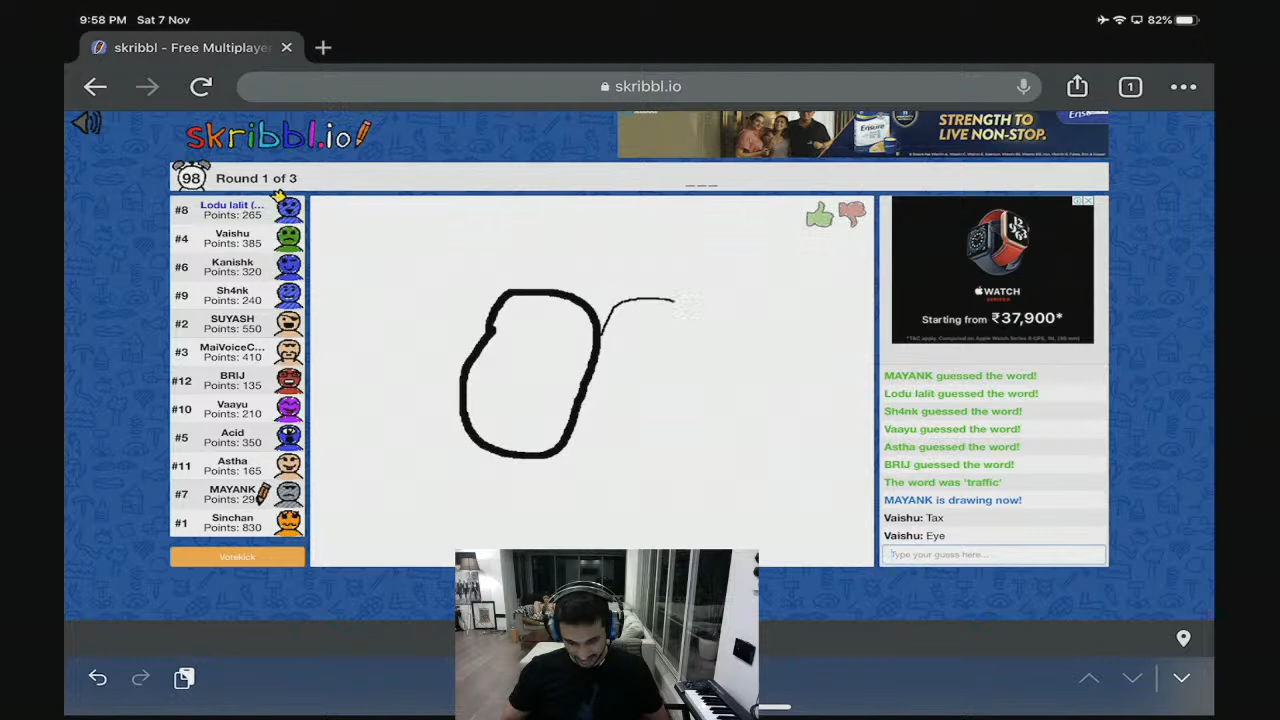 9:58 PM Sat 7 Nov
82%
skribbl - Free Multiplayer
skribbl.io
1
skribbl.io!
Ensure
STRENGTH TO
LIVE NON-STOP.
98
Round 1 of 3
_ _ _
#8 Lodu lalit (...
Points: 265
#4 Vaishu
Points: 385
#6 Kanishk
Points: 320
#9 Sh4nk
Points: 240
#2 SUYASH
Points: 550
#3 MaiVoiceC...
Points: 410
#12 BRIJ
Points: 135
#10 Vaayu
Points: 210
#5 Acid
Points: 350
#11 Astha
Points: 165
#7 MAYANK
Points: 29
#1 Sinchan
Points: 830
Votekick
WATCH
Starting from ₹37,900*
MAYANK guessed the word!
Lodu lalit guessed the word!
Sh4nk guessed the word!
Vaayu guessed the word!
Astha guessed the word!
BRIJ guessed the word!
The word was 'traffic'
MAYANK is drawing now!
Vaishu: Tax
Vaishu: Eye
Type your guess here...